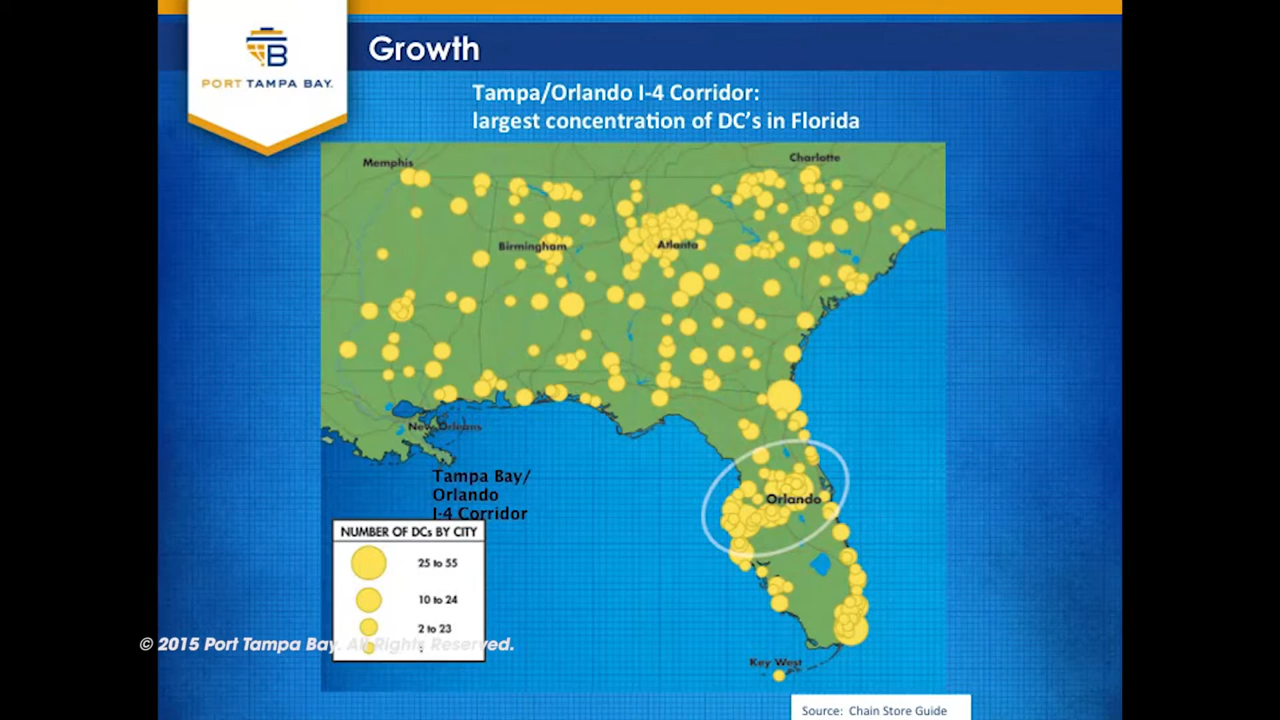 Growth
PORT TAMPA BAY.
Tampa/Orlando I-4 Corridor:
largest concentration of DC's in Florida
Memphis
Charlotte
Birmingham
Atlanta
New Orleans
Tampa Bay/
Orlando
I-4 Corridor
Orlando
NUMBER OF DCs BY CITY
25 to 55
10 to 24
2 to 23
© 2015 Port Tampa Bay. All Rights Reserved.
Key West
Source: Chain Store Guide